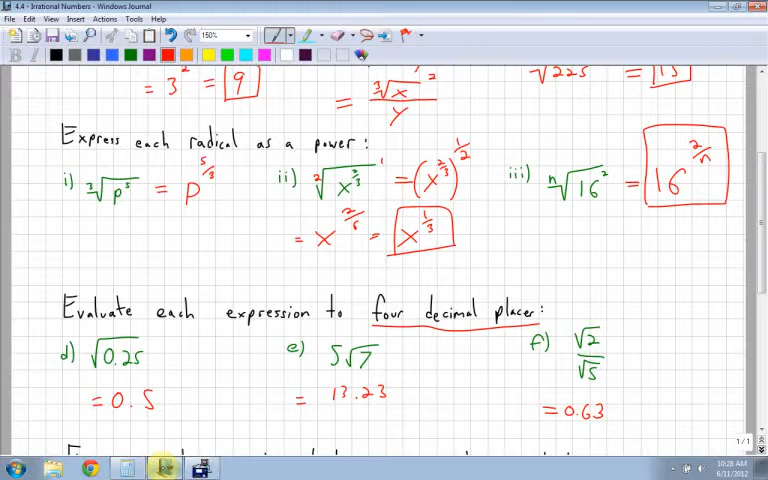 4.4 - Irrational Numbers - Windows Journal
File Edit View Insert Actions Tools Help
150%
B I
= 3² = 9
= ∛x² / y
√225 = 15
Express each radical as a power:
i) ∛p⁵ = p^(5/3)
ii) ²√x^(2/3) ¹ = (x^(2/3))^(1/2)
= x^(2/6) = x^(1/3)
iii) ⁿ√16² = 16^(2/n)
Evaluate each expression to four decimal places:
d) √0.25
= 0.5
e) 5√7
= 13.23
f) √2 / √5
= 0.63
1 / 1
10:28 AM
6/11/2012